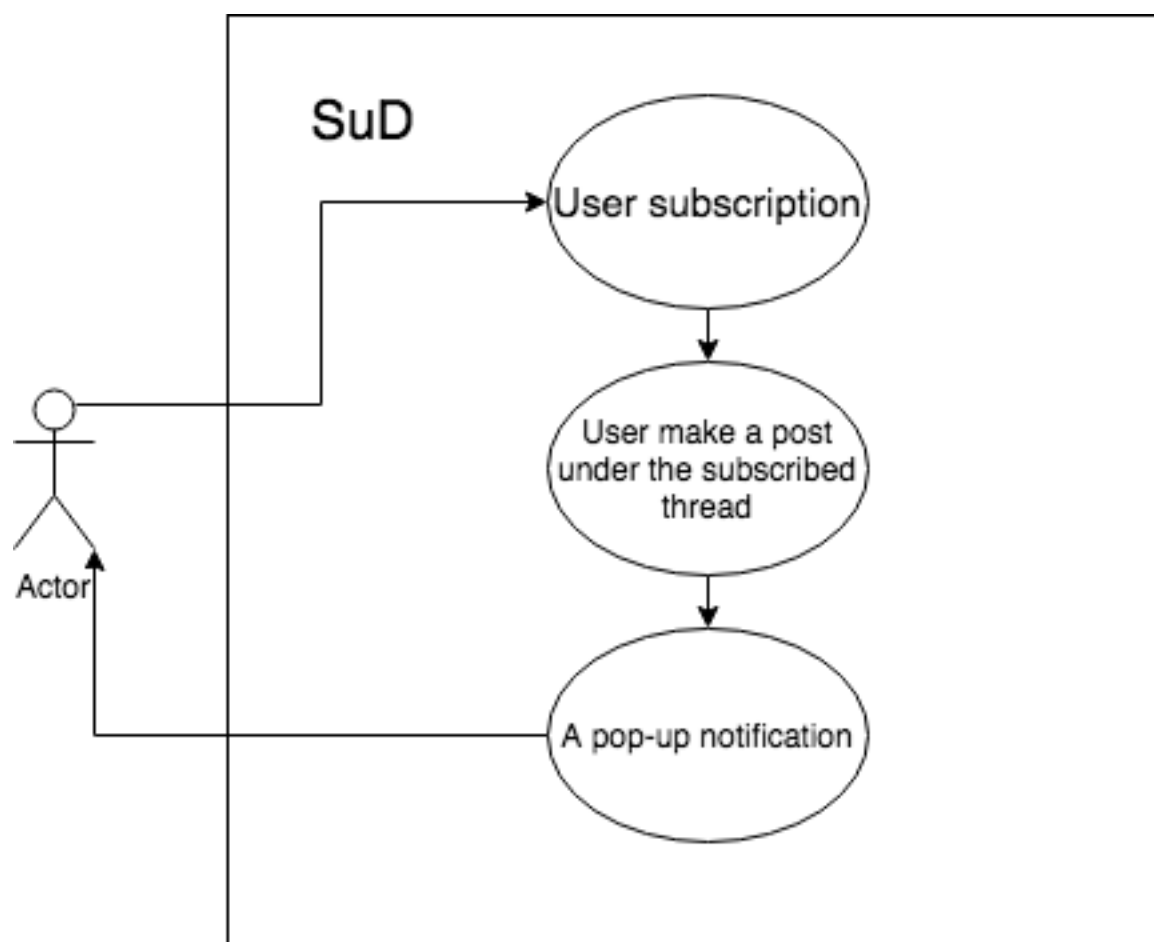 SuD
User subscription
User make a post
under the subscribed
thread
Actor
A pop-up notification